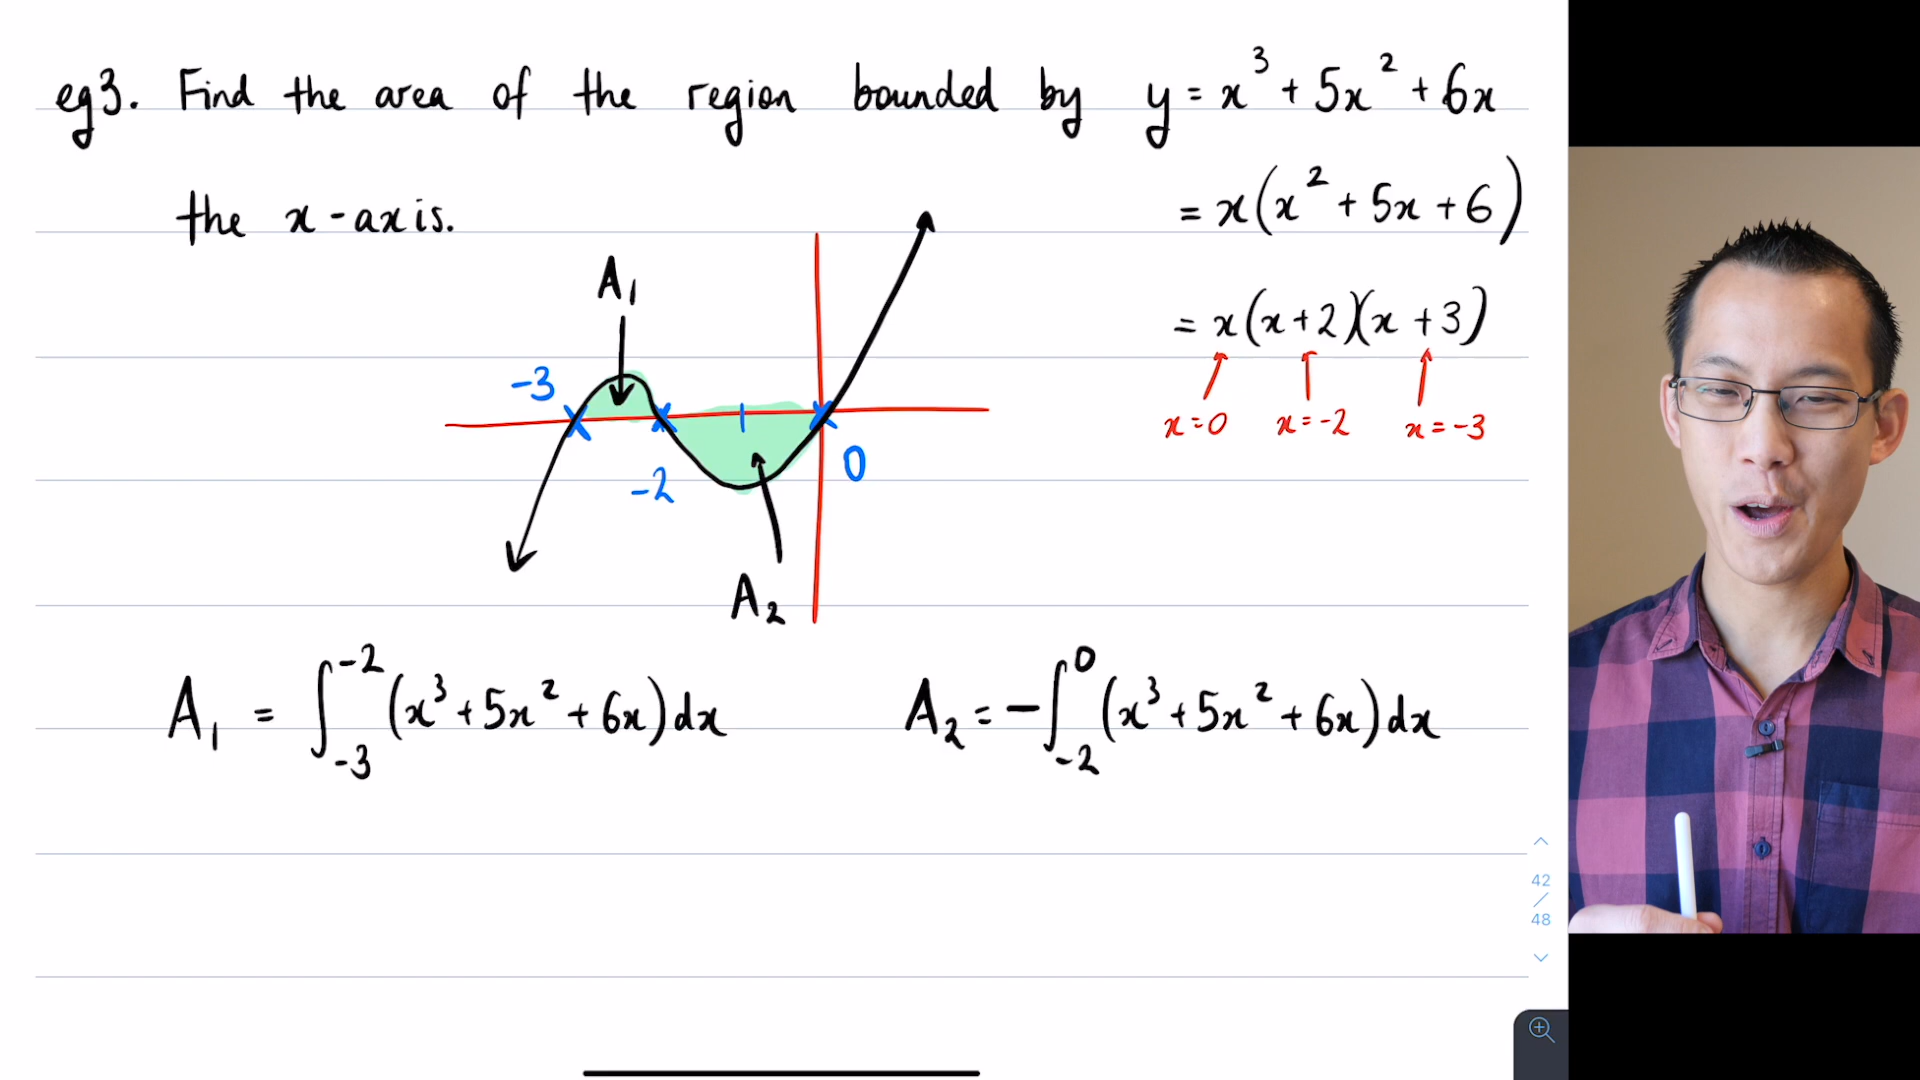 eg3. Find the area of the region bounded by y = x³ + 5x² + 6x
the x-axis.
= x(x² + 5x + 6)
= x(x+2)(x+3)
x=0 x=-2 x=-3
A₁
-3
-2
0
A₂
A₁ = ∫₋₃⁻² (x³ + 5x² + 6x) dx
A₂ = -∫₋₂⁰ (x³ + 5x² + 6x) dx
42
/
48